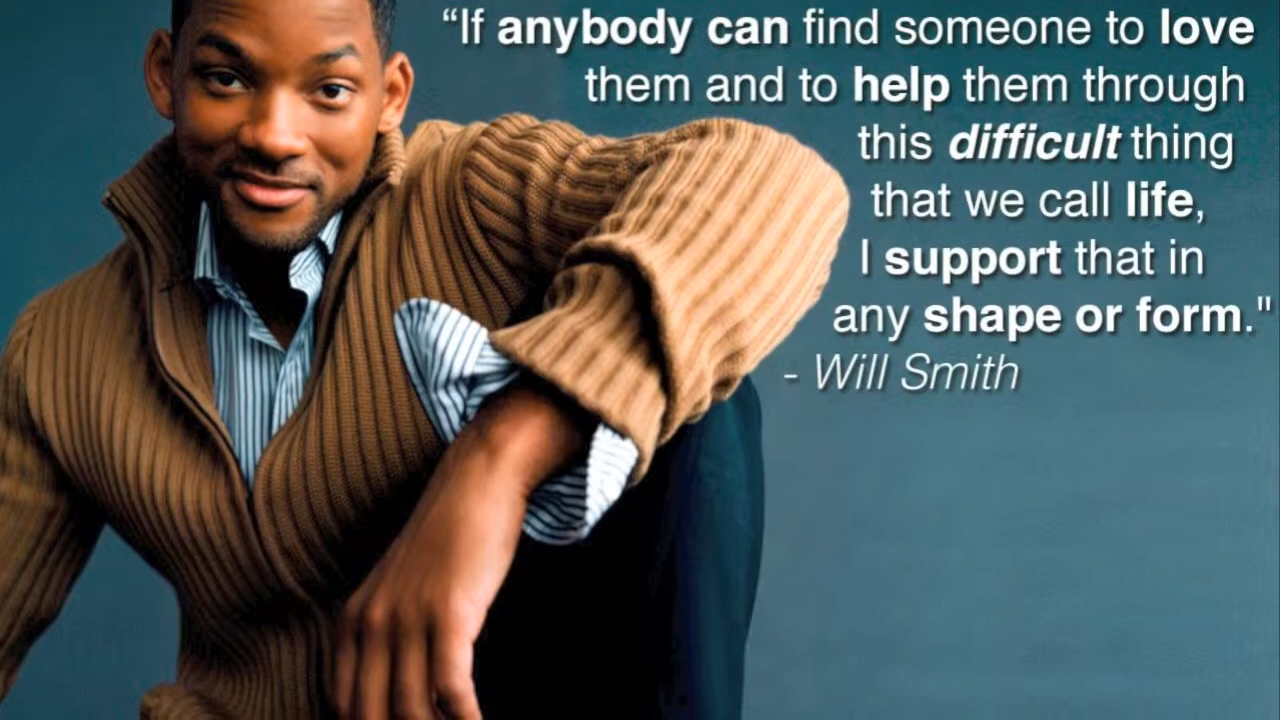 “If anybody can find someone to love
them and to help them through
this difficult thing
that we call life,
I support that in
any shape or form."
- Will Smith